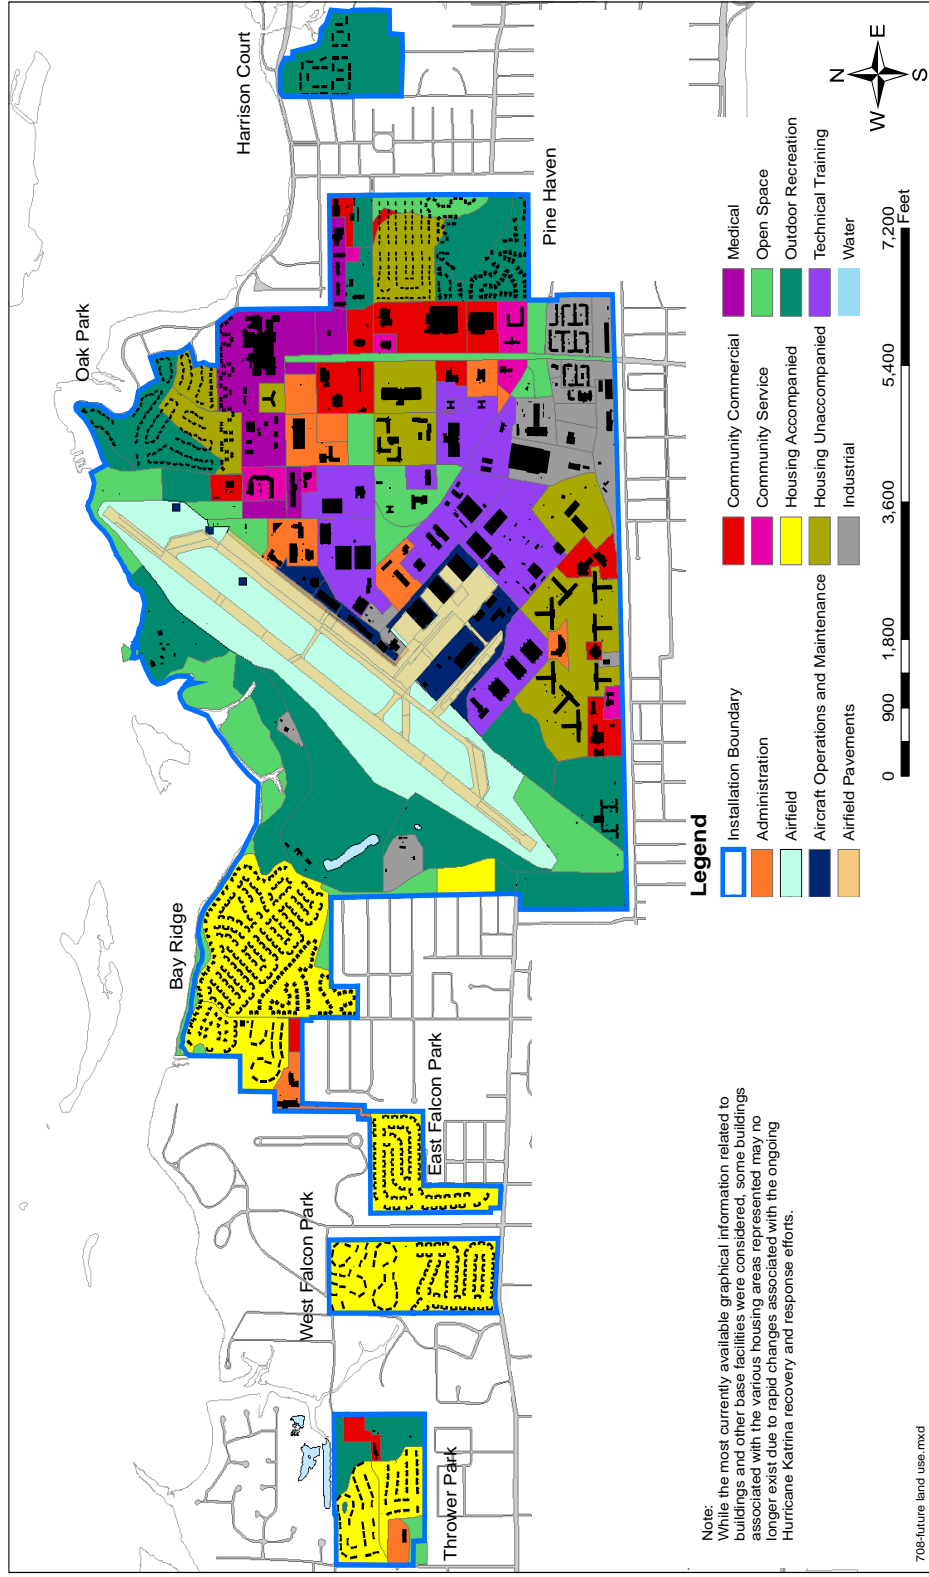 Harrison Court
Oak Park
Pine Haven
Bay Ridge
East Falcon Park
West Falcon Park
Thrower Park
N
E
S
W
Legend
Installation Boundary
Administration
Airfield
Aircraft Operations and Maintenance
Airfield Pavements
Community Commercial
Community Service
Housing Accompanied
Housing Unaccompanied
Industrial
Medical
Open Space
Outdoor Recreation
Technical Training
Water
0 900 1,800 3,600 5,400 7,200
Feet
Note:
While the most currently available graphical information related to
buildings and other base facilities were considered, some buildings
associated with the various housing areas represented may no
longer exist due to rapid changes associated with the ongoing
Hurricane Katrina recovery and response efforts.
708-future land use.mxd